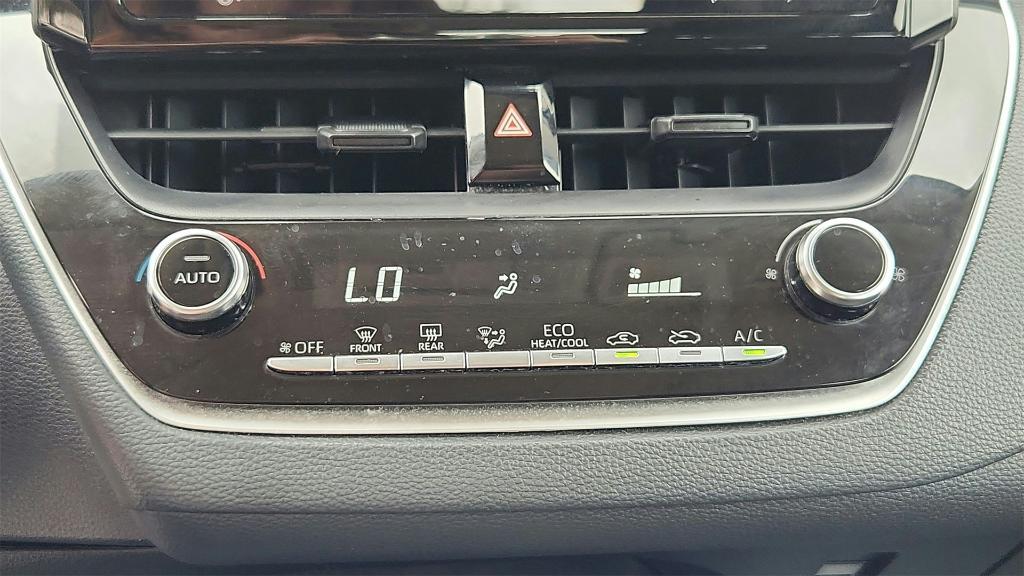 AUTO
LO
OFF
FRONT
REAR
ECO
HEAT/COOL
A/C